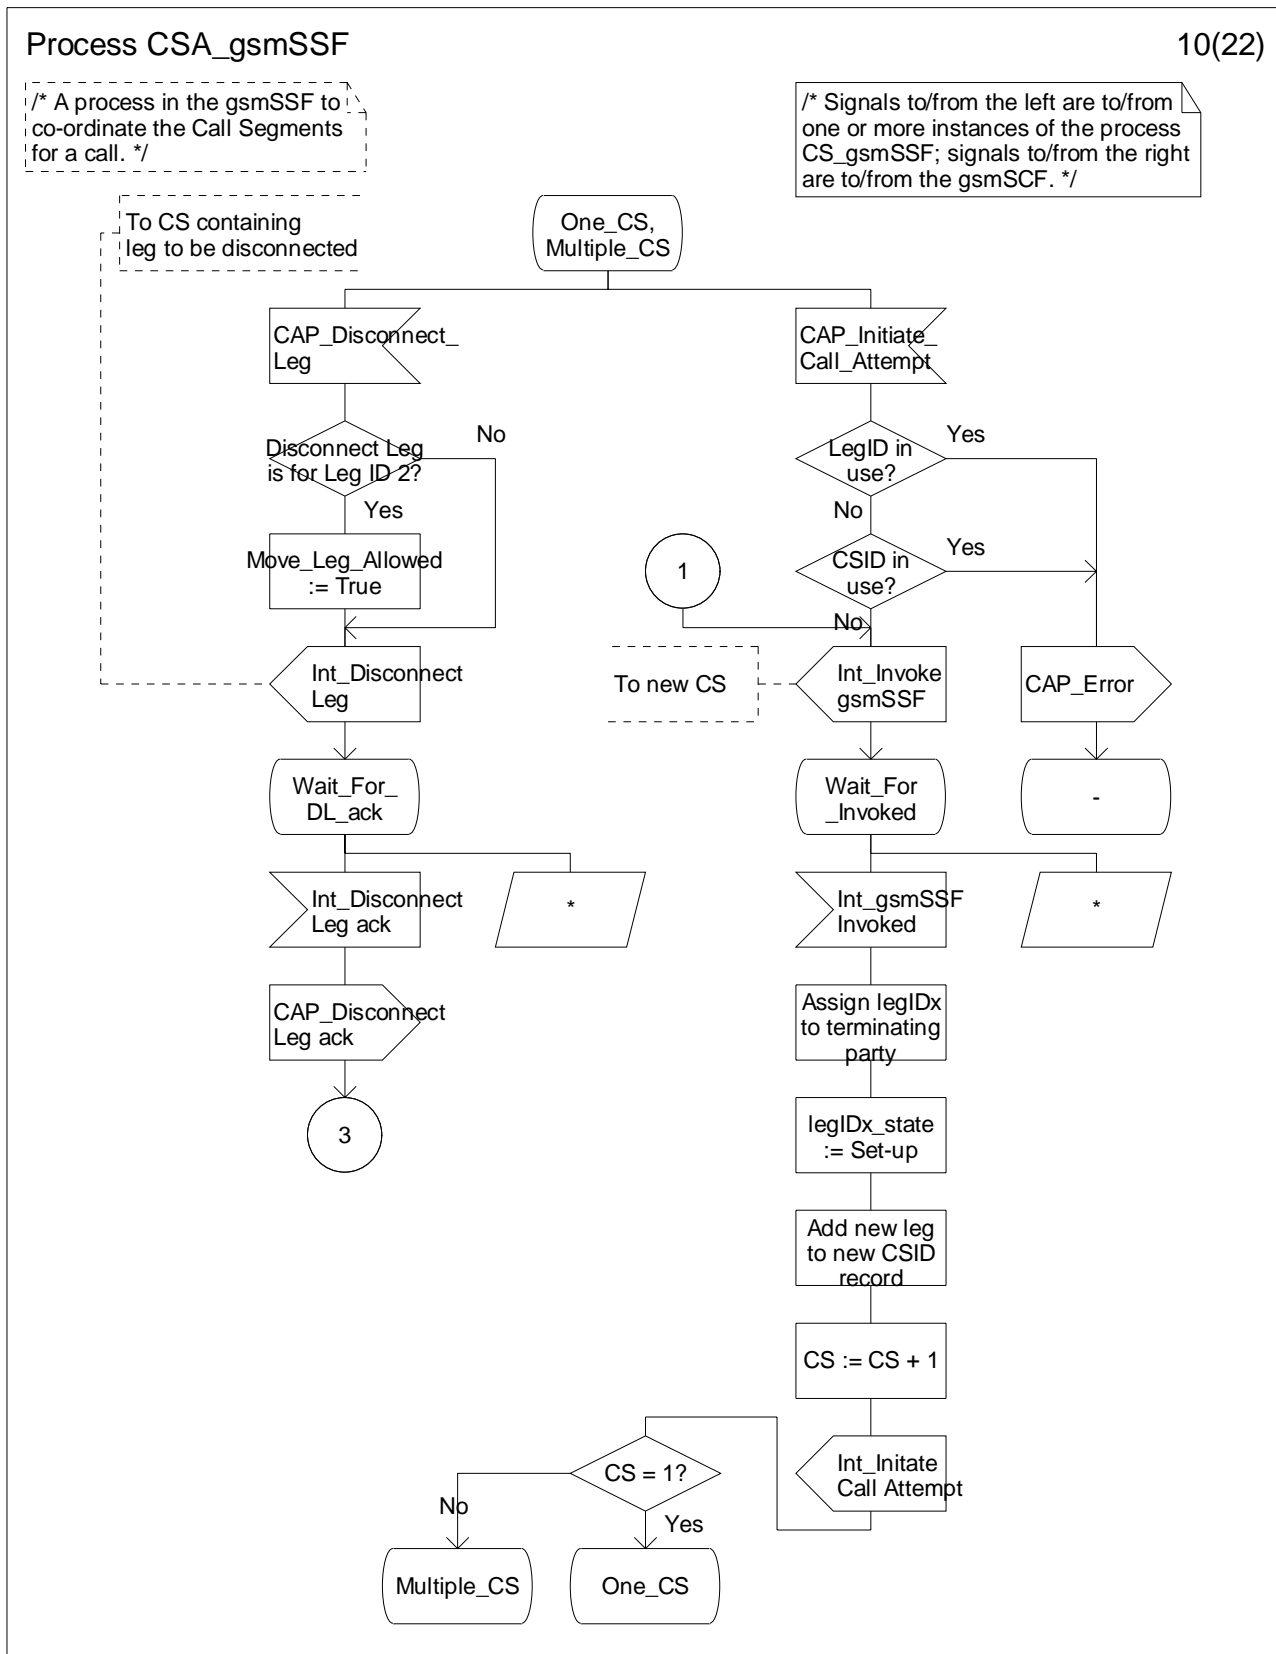 Process CSA_gsmSSF
10(22)
/* A process in the gsmSSF to
co-ordinate the Call Segments
for a call. */
/* Signals to/from the left are to/from
one or more instances of the process
CS_gsmSSF; signals to/from the right
are to/from the gsmSCF. */
To CS containing
leg to be disconnected
One_CS,
Multiple_CS
CAP_Disconnect_
Leg
CAP_Initiate_
Call_Attempt
Disconnect Leg
is for Leg ID 2?
No
Yes
LegID in
use?
Yes
No
Move_Leg_Allowed
:= True
1
CSID in
use?
Yes
No
Int_Disconnect
Leg
To new CS
Int_Invoke
gsmSSF
CAP_Error
Wait_For_
DL_ack
Wait_For
_Invoked
-
Int_Disconnect
Leg ack
*
Int_gsmSSF
Invoked
*
CAP_Disconnect
Leg ack
Assign legIDx
to terminating
party
3
legIDx_state
:= Set-up
Add new leg
to new CSID
record
CS := CS + 1
Int_Initate
Call Attempt
CS = 1?
No
Yes
Multiple_CS
One_CS